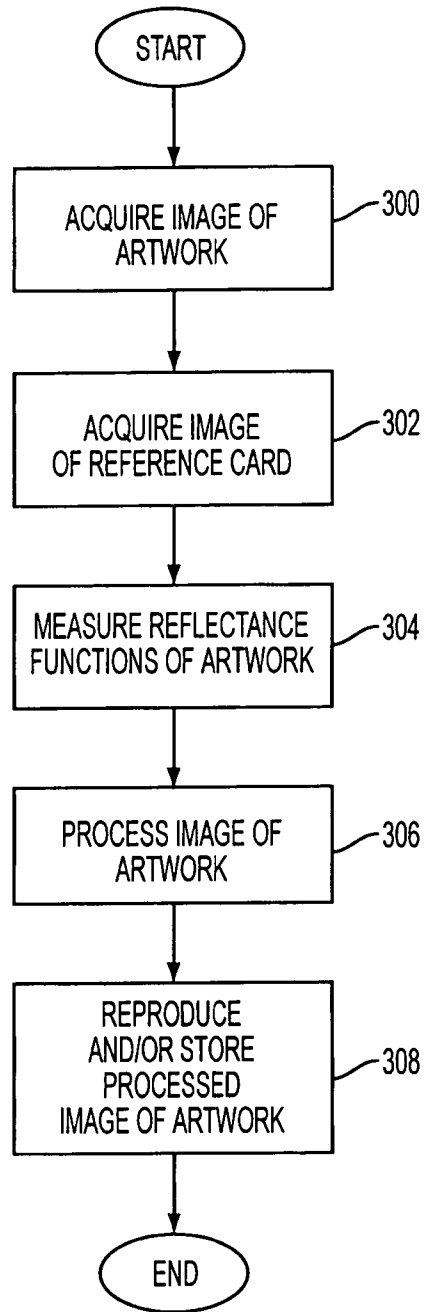 START
ACQUIRE IMAGE OF
ARTWORK
300
ACQUIRE IMAGE
OF REFERENCE CARD
302
MEASURE REFLECTANCE
FUNCTIONS OF ARTWORK
304
PROCESS IMAGE OF
ARTWORK
306
REPRODUCE
AND/OR STORE
PROCESSED
IMAGE OF ARTWORK
308
END